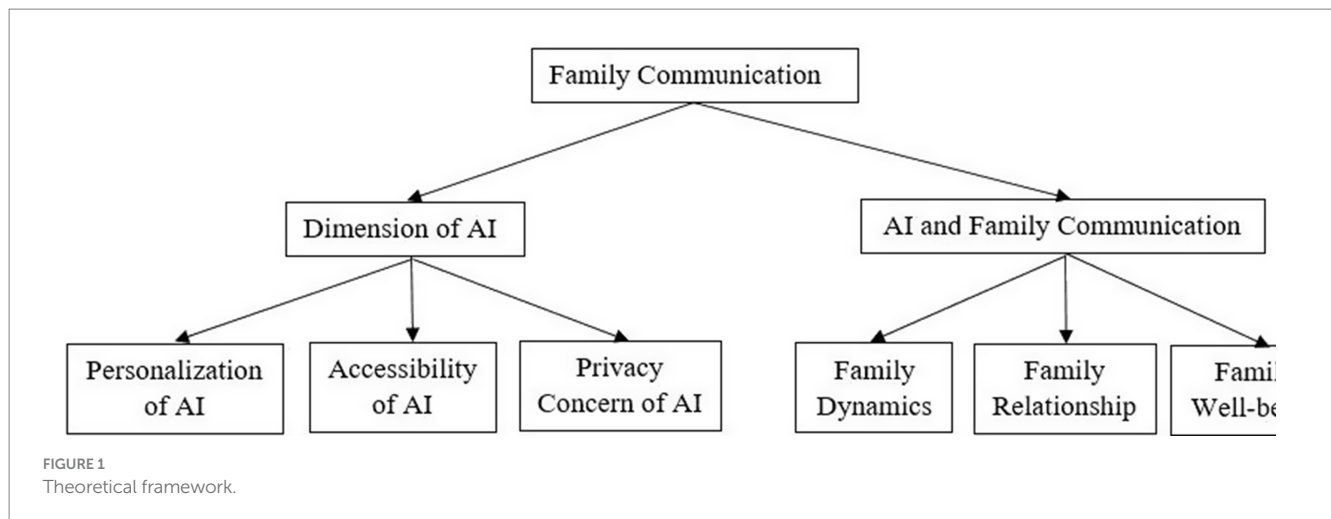 Family Communication
Dimension of AI
AI and Family Communication
Personalization
of AI
Accessibility
of AI
Privacy
Concern of AI
Family
Dynamics
Family
Relationship
FIGURE 1
Theoretical framework.